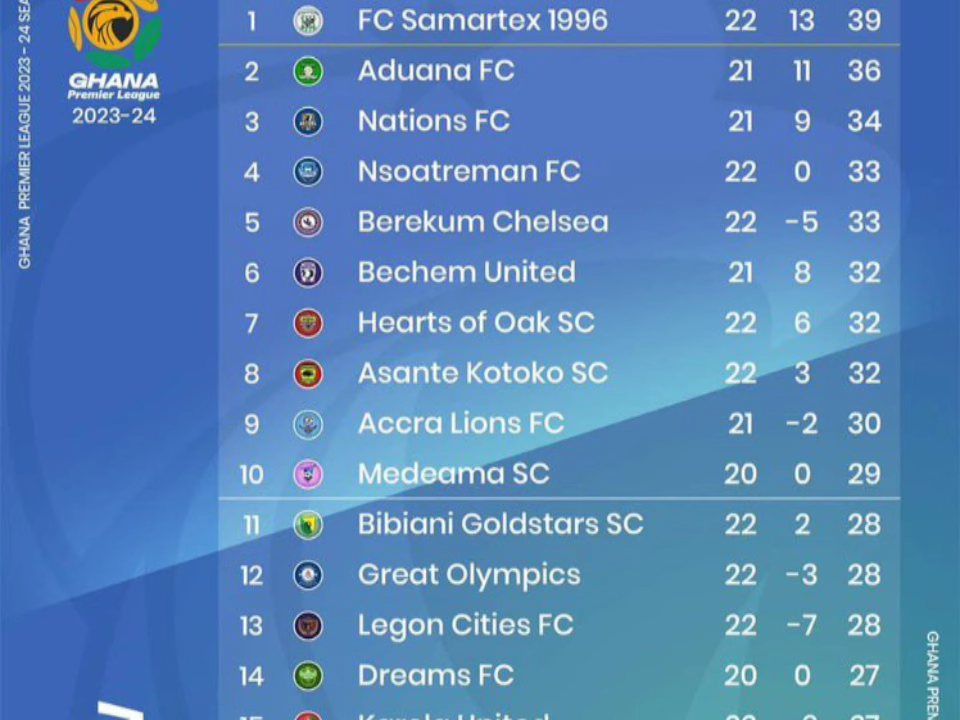 GHANA PREMIER LEAGUE 2023-24 SEA
GHANA
Premier League
2023-24
1 FC Samartex 1996 22 13 39
2 Aduana FC 21 11 36
3 Nations FC 21 9 34
4 Nsoatreman FC 22 0 33
5 Berekum Chelsea 22 -5 33
6 Bechem United 21 8 32
7 Hearts of Oak SC 22 6 32
8 Asante Kotoko SC 22 3 32
9 Accra Lions FC 21 -2 30
10 Medeama SC 20 0 29
11 Bibiani Goldstars SC 22 2 28
12 Great Olympics 22 -3 28
13 Legon Cities FC 22 -7 28
14 Dreams FC 20 0 27
GHANA PREM